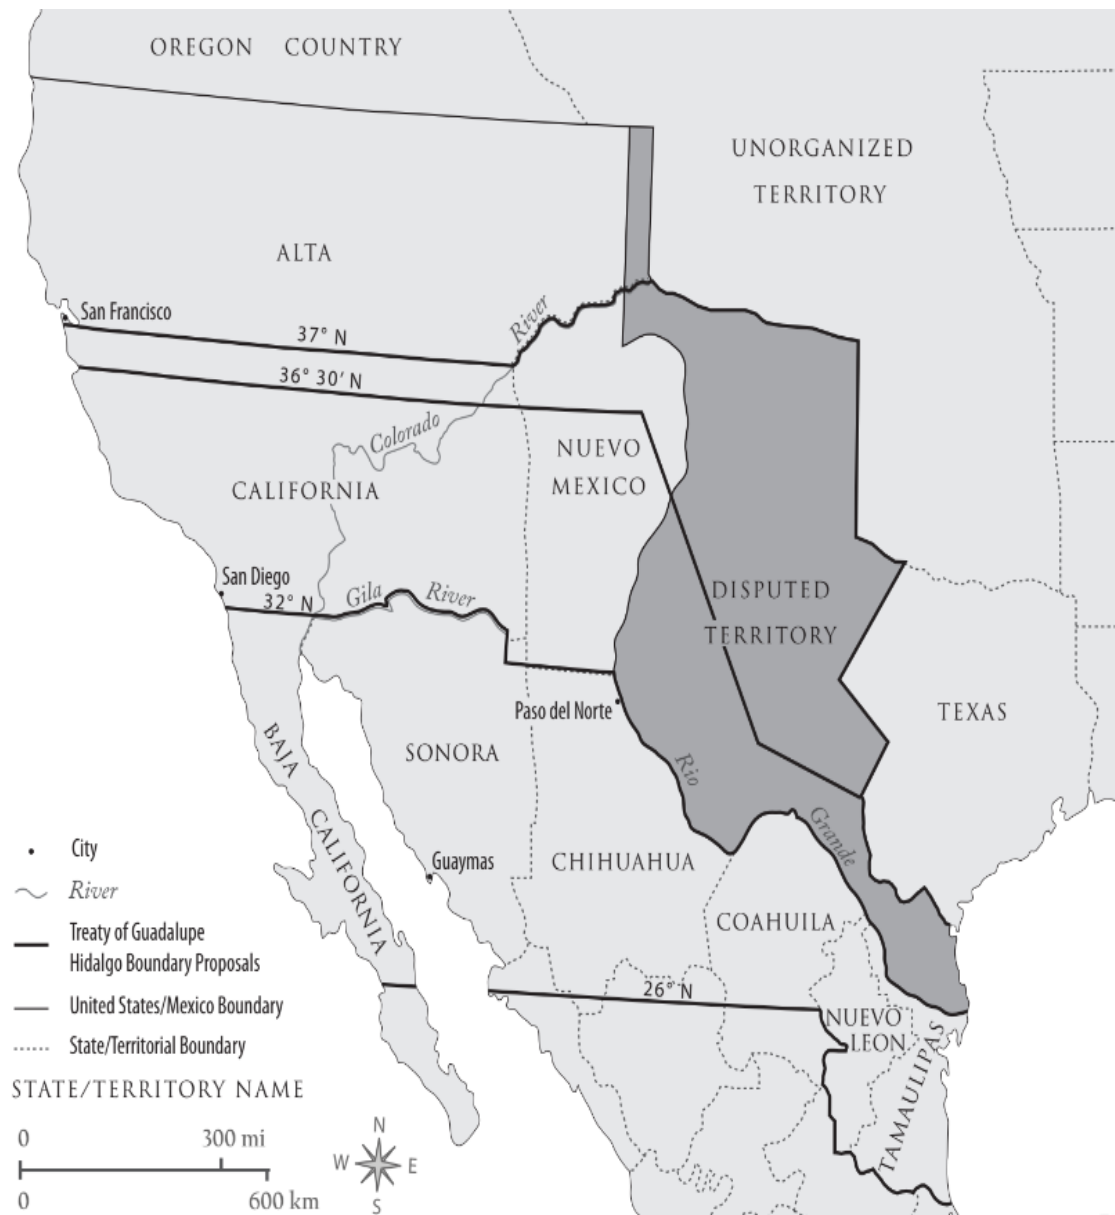 OREGON COUNTRY
UNORGANIZED
TERRITORY
ALTA
San Francisco
37° N
River
36° 30' N
Colorado
NUEVO
MEXICO
CALIFORNIA
San Diego
32° N
Gila
River
DISPUTED
TERRITORY
Paso del Norte
TEXAS
BAJA
CALIFORNIA
SONORA
Rio
Grande
Guaymas
CHIHUAHUA
COAHUILA
26° N
NUEVO
LEON
TAMAULIPAS
City
River
Treaty of Guadalupe
Hidalgo Boundary Proposals
United States/Mexico Boundary
State/Territorial Boundary
STATE/TERRITORY NAME
0 300 mi
0 600 km
N
W E
S